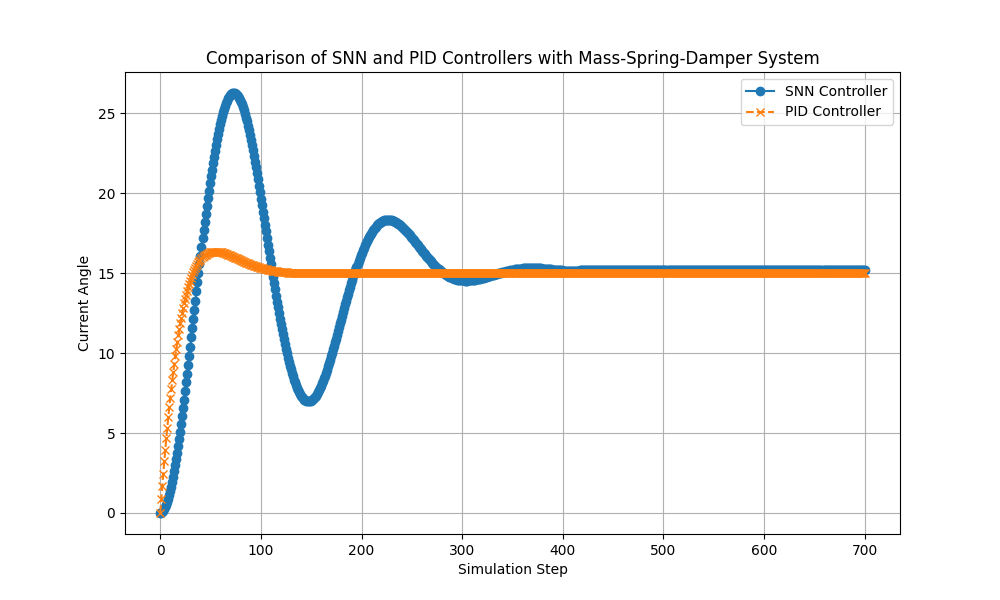 Comparison of SNN and PID Controllers with Mass-Spring-Damper System
SNN Controller
PID Controller
Current Angle
25
20
15
10
5
0
0 100 200 300 400 500 600 700
Simulation Step